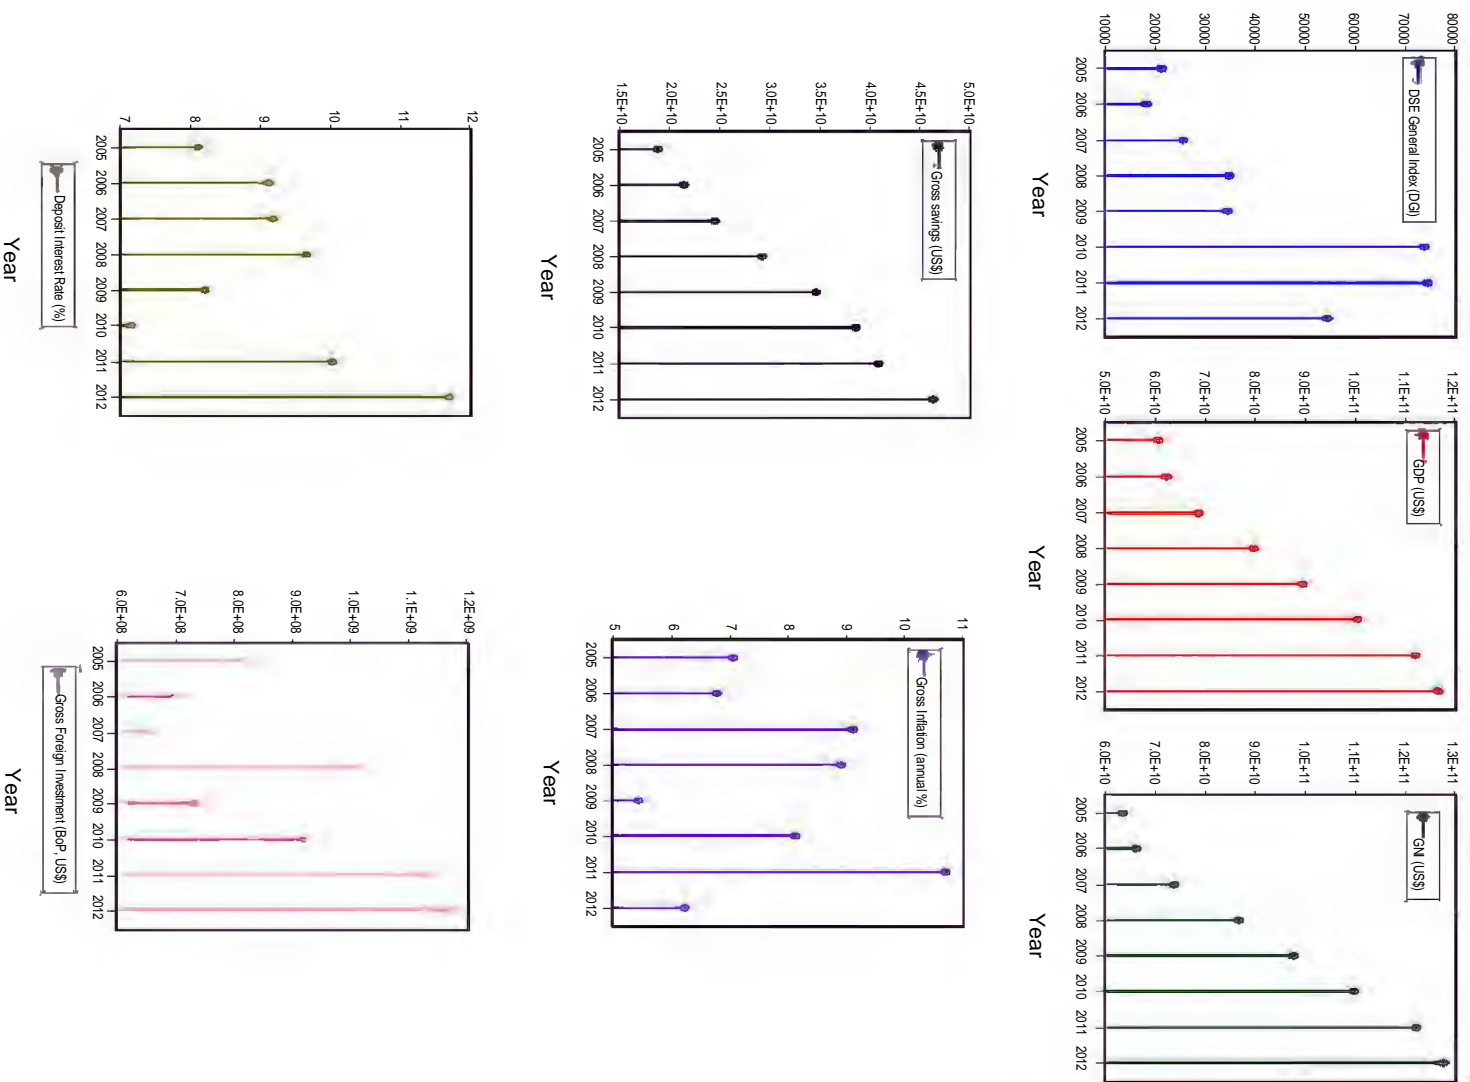 80000
70000
60000
50000
40000
30000
20000
10000
DSE General Index (DGI)
2005 2006 2007 2008 2009 2010 2011 2012
Year
1.2E+11
1.1E+11
1.0E+11
9.0E+10
8.0E+10
7.0E+10
6.0E+10
5.0E+10
GDP (US$)
2005 2006 2007 2008 2009 2010 2011 2012
Year
1.3E+11
1.2E+11
1.1E+11
1.0E+11
9.0E+10
8.0E+10
7.0E+10
6.0E+10
GNI (US$)
2005 2006 2007 2008 2009 2010 2011 2012
Year
5.0E+10
4.5E+10
4.0E+10
3.5E+10
3.0E+10
2.5E+10
2.0E+10
1.5E+10
Gross savings (US$)
2005 2006 2007 2008 2009 2010 2011 2012
Year
11
10
9
8
7
6
5
Gross Inflation (annual %)
2005 2006 2007 2008 2009 2010 2011 2012
Year
12
11
10
9
8
7
2005 2006 2007 2008 2009 2010 2011 2012
Deposit Interest Rate (%)
Year
1.2E+09
1.1E+09
1.0E+09
9.0E+08
8.0E+08
7.0E+08
6.0E+08
2005 2006 2007 2008 2009 2010 2011 2012
Gross Foreign Investment (BoP, US$)
Year